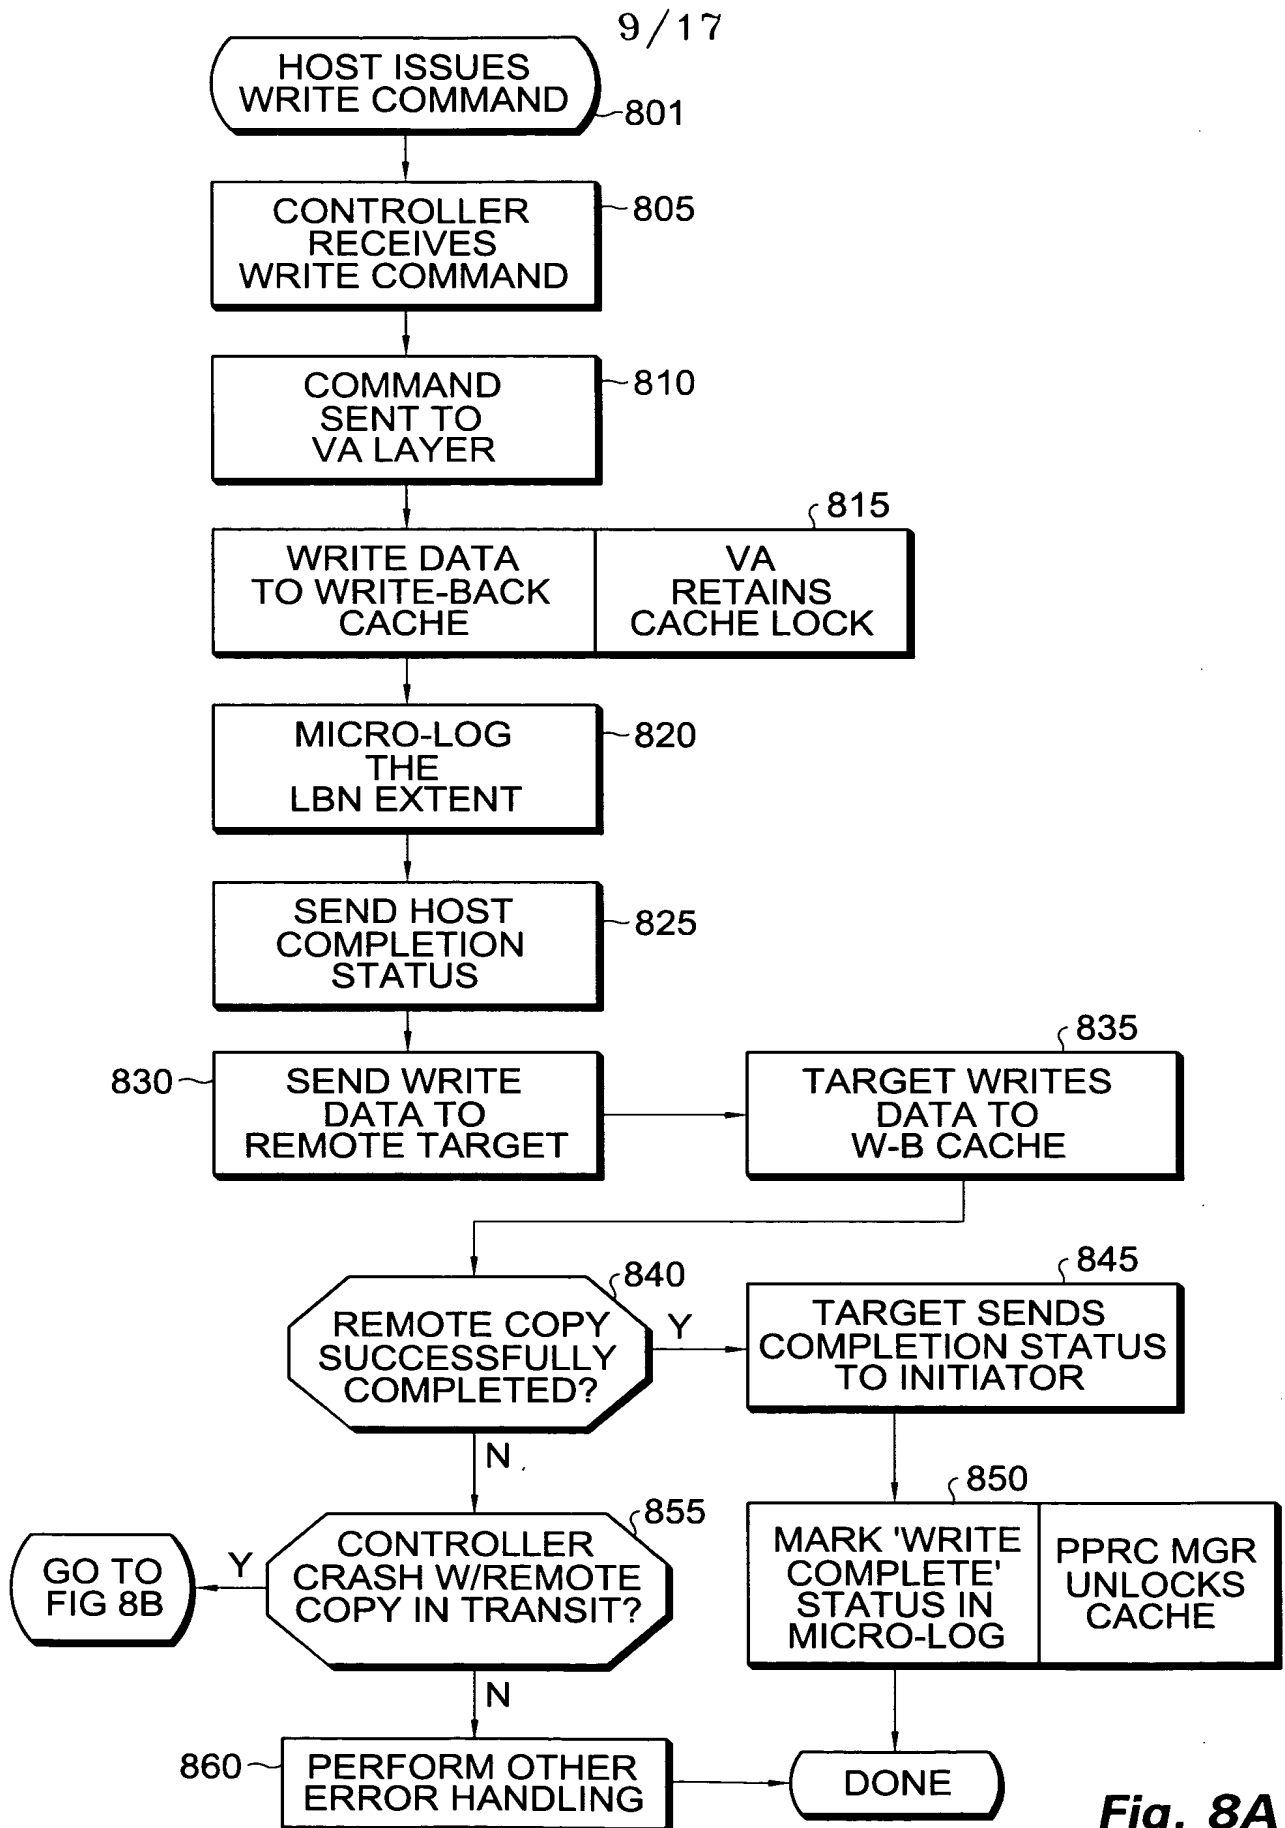 9/17
HOST ISSUES
WRITE COMMAND
801
CONTROLLER
RECEIVES
WRITE COMMAND
805
COMMAND
SENT TO
VA LAYER
810
815
WRITE DATA
TO WRITE-BACK
CACHE
VA
RETAINS
CACHE LOCK
MICRO-LOG
THE
LBN EXTENT
820
SEND HOST
COMPLETION
STATUS
825
830
SEND WRITE
DATA TO
REMOTE TARGET
835
TARGET WRITES
DATA TO
W-B CACHE
840
REMOTE COPY
SUCCESSFULLY
COMPLETED?
Y
N
845
TARGET SENDS
COMPLETION STATUS
TO INITIATOR
850
MARK 'WRITE
COMPLETE'
STATUS IN
MICRO-LOG
PPRC MGR
UNLOCKS
CACHE
855
CONTROLLER
CRASH W/REMOTE
COPY IN TRANSIT?
Y
GO TO
FIG 8B
N
860
PERFORM OTHER
ERROR HANDLING
DONE
Fig. 8A